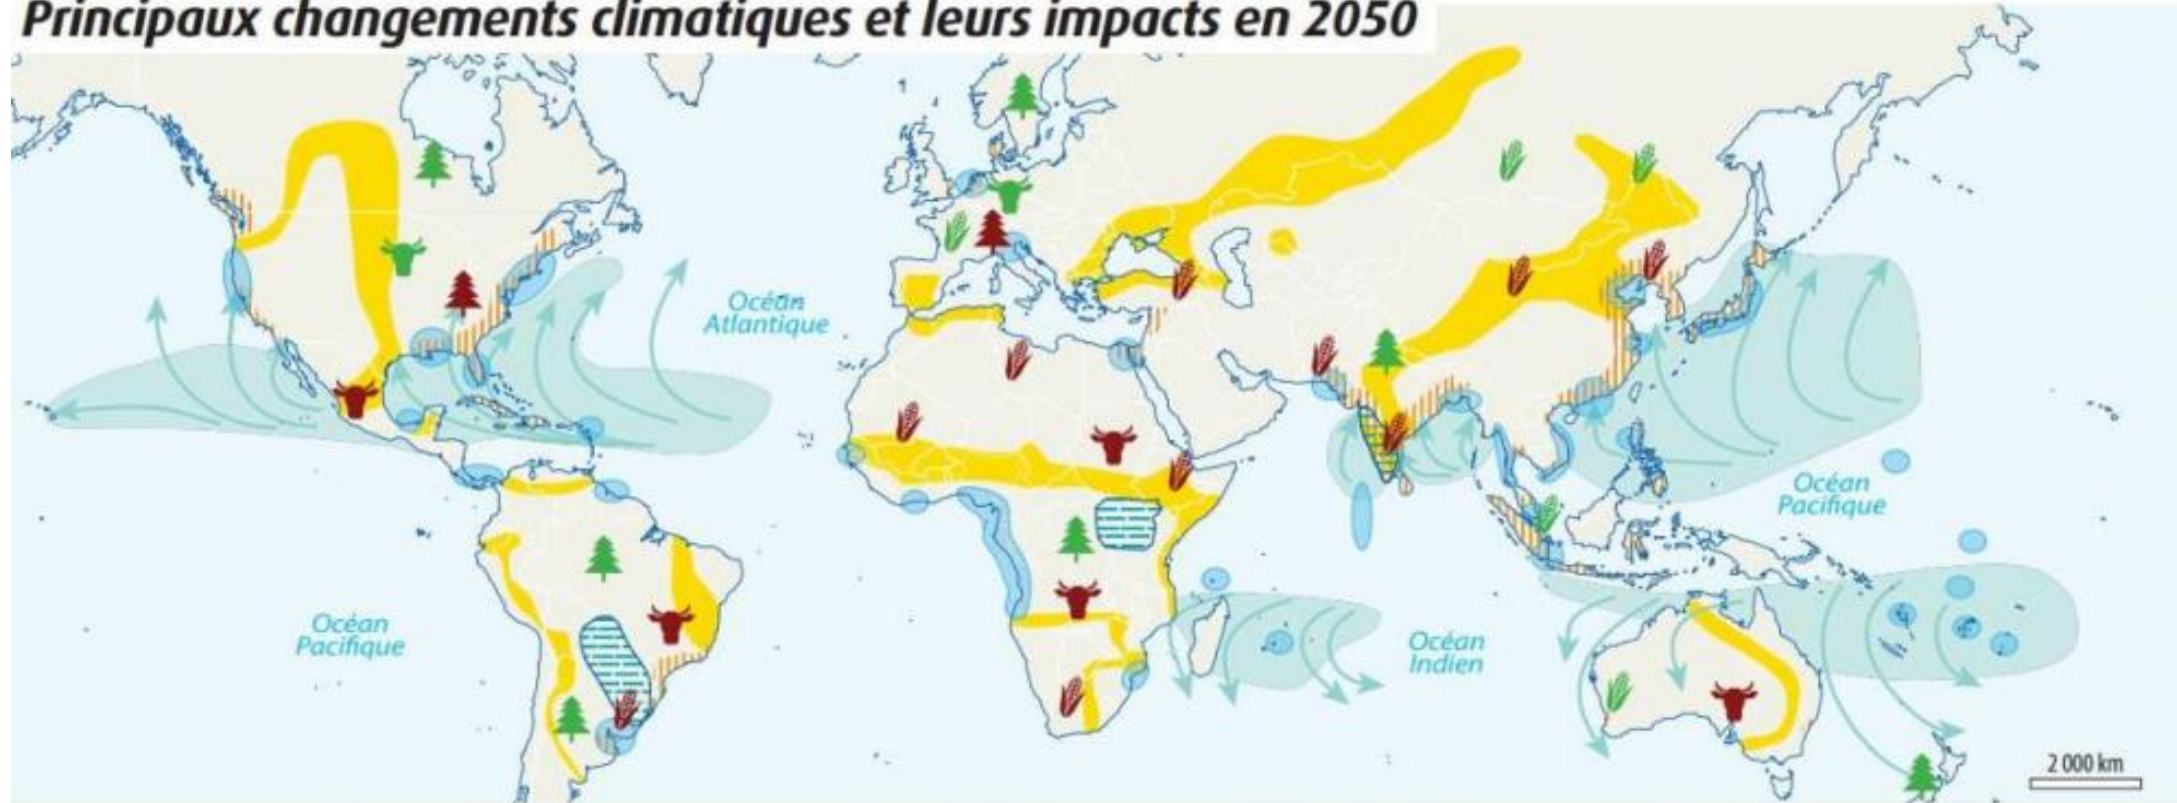 Principaux changements climatiques et leurs impacts en 2050
Océan
Atlantique
Océan
Pacifique
Océan
Pacifique
Océan
Indien
2 000 km